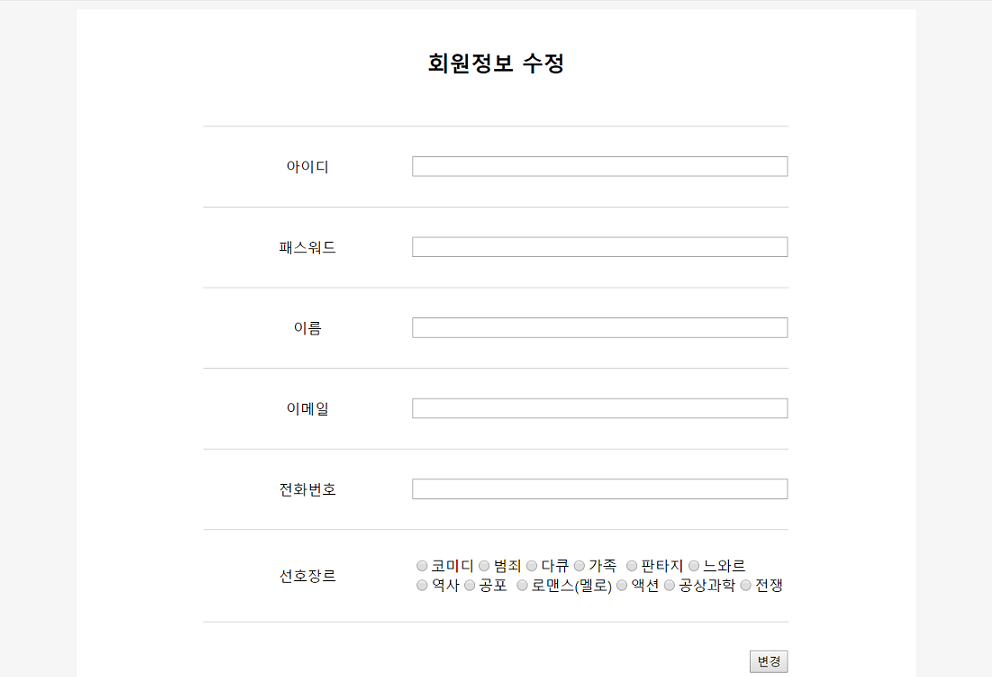 회원정보 수정
아이디
패스워드
이름
이메일
전화번호
선호장르
코미디 범죄 다큐 가족 판타지 느와르
역사 공포 로맨스(멜로) 액션 공상과학 전쟁
변경